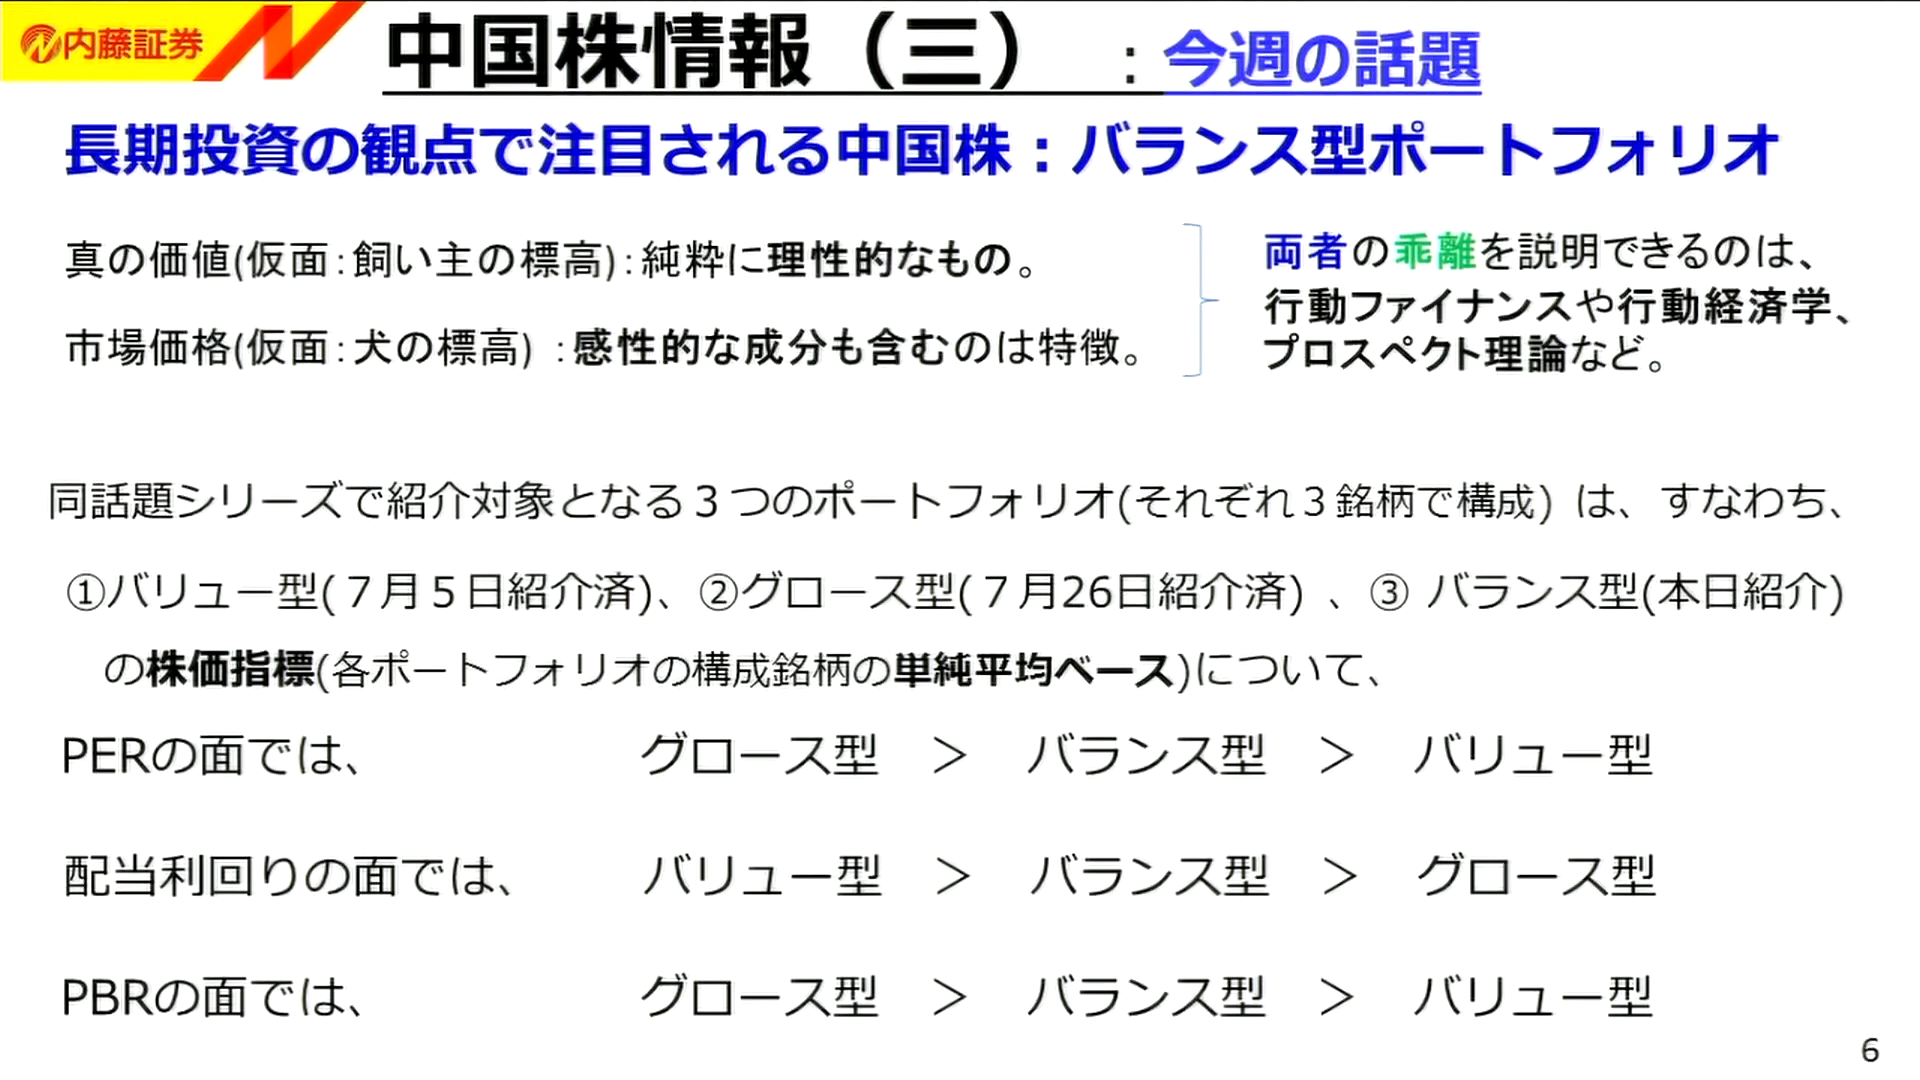 内藤証券
中国株情報（三） ：今週の話題
長期投資の観点で注目される中国株：バランス型ポートフォリオ
真の価値(仮面：飼い主の標高)：純粋に理性的なもの。
市場価格(仮面：犬の標高) ：感性的な成分も含むのは特徴。
両者の乖離を説明できるのは、
行動ファイナンスや行動経済学、
プロスペクト理論など。
同話題シリーズで紹介対象となる３つのポートフォリオ(それぞれ３銘柄で構成) は、すなわち、
①バリュー型(７月５日紹介済)、②グロース型(７月26日紹介済) 、③ バランス型(本日紹介)
の株価指標(各ポートフォリオの構成銘柄の単純平均ベース)について、
PERの面では、 グロース型 ＞ バランス型 ＞ バリュー型
配当利回りの面では、 バリュー型 ＞ バランス型 ＞ グロース型
PBRの面では、 グロース型 ＞ バランス型 ＞ バリュー型
6